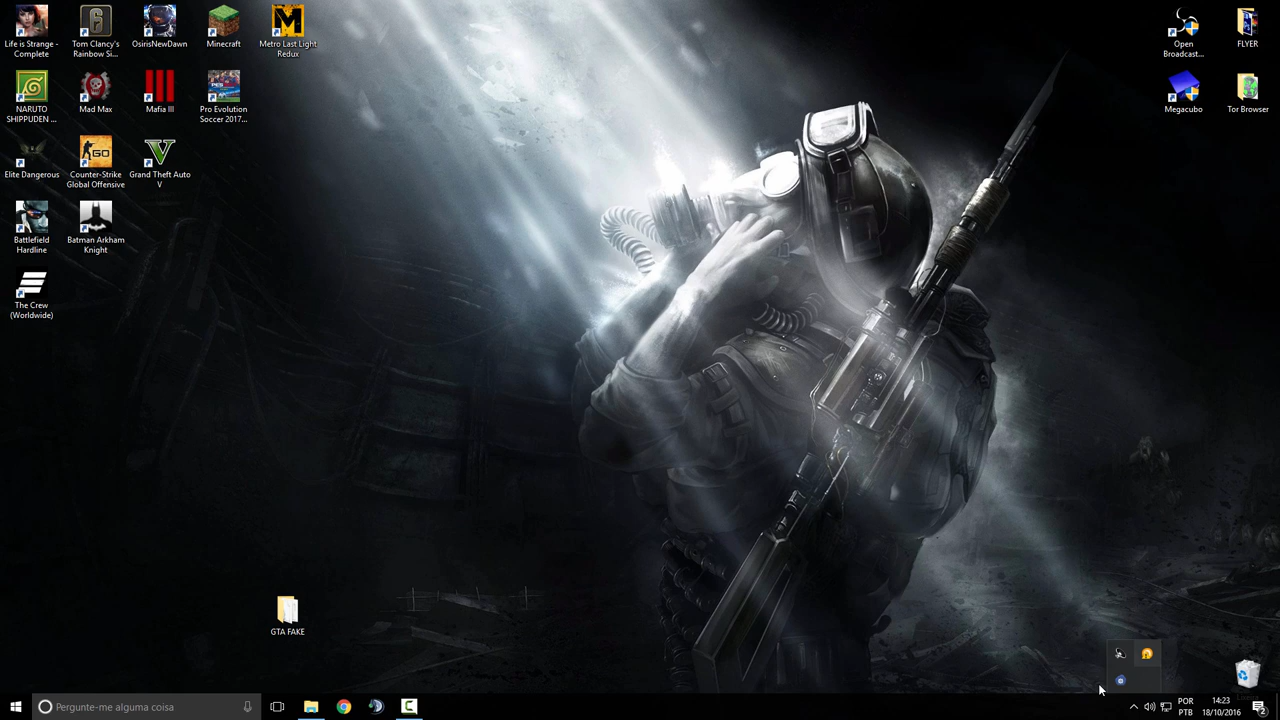 Life is Strange -
Complete
Tom Clancy's
Rainbow Si...
OsirisNewDawn
Minecraft
Metro Last Light
Redux
NARUTO
SHIPPUDEN ...
Mad Max
Mafia III
Pro Evolution
Soccer 2017...
Elite Dangerous
Counter-Strike
Global Offensive
Grand Theft Auto
V
Battlefield
Hardline
Batman Arkham
Knight
The Crew
(Worldwide)
Open
Broadcast...
FLYER
Megacubo
Tor Browser
GTA FAKE
Pergunte-me alguma coisa
POR
PTB
14:23
18/10/2016
2